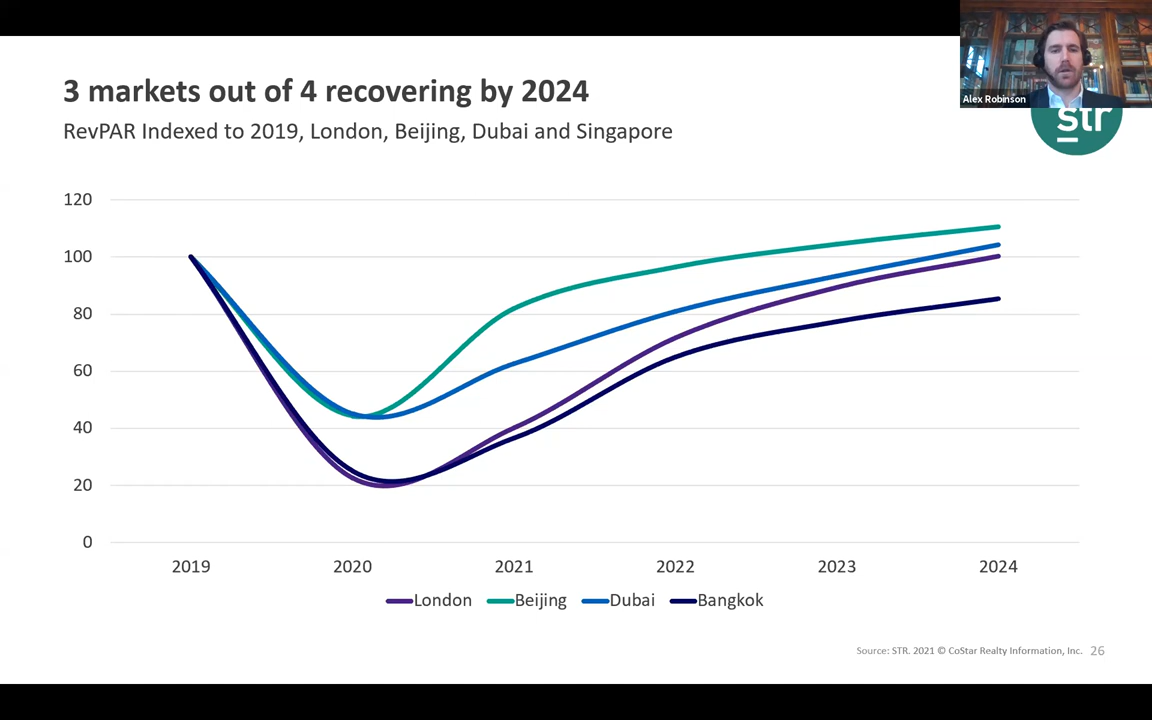 Alex Robinson
str
3 markets out of 4 recovering by 2024
RevPAR Indexed to 2019, London, Beijing, Dubai and Singapore
120
100
80
60
40
20
0
2019 2020 2021 2022 2023 2024
London Beijing Dubai Bangkok
Source: STR. 2021 © CoStar Realty Information, Inc. 26